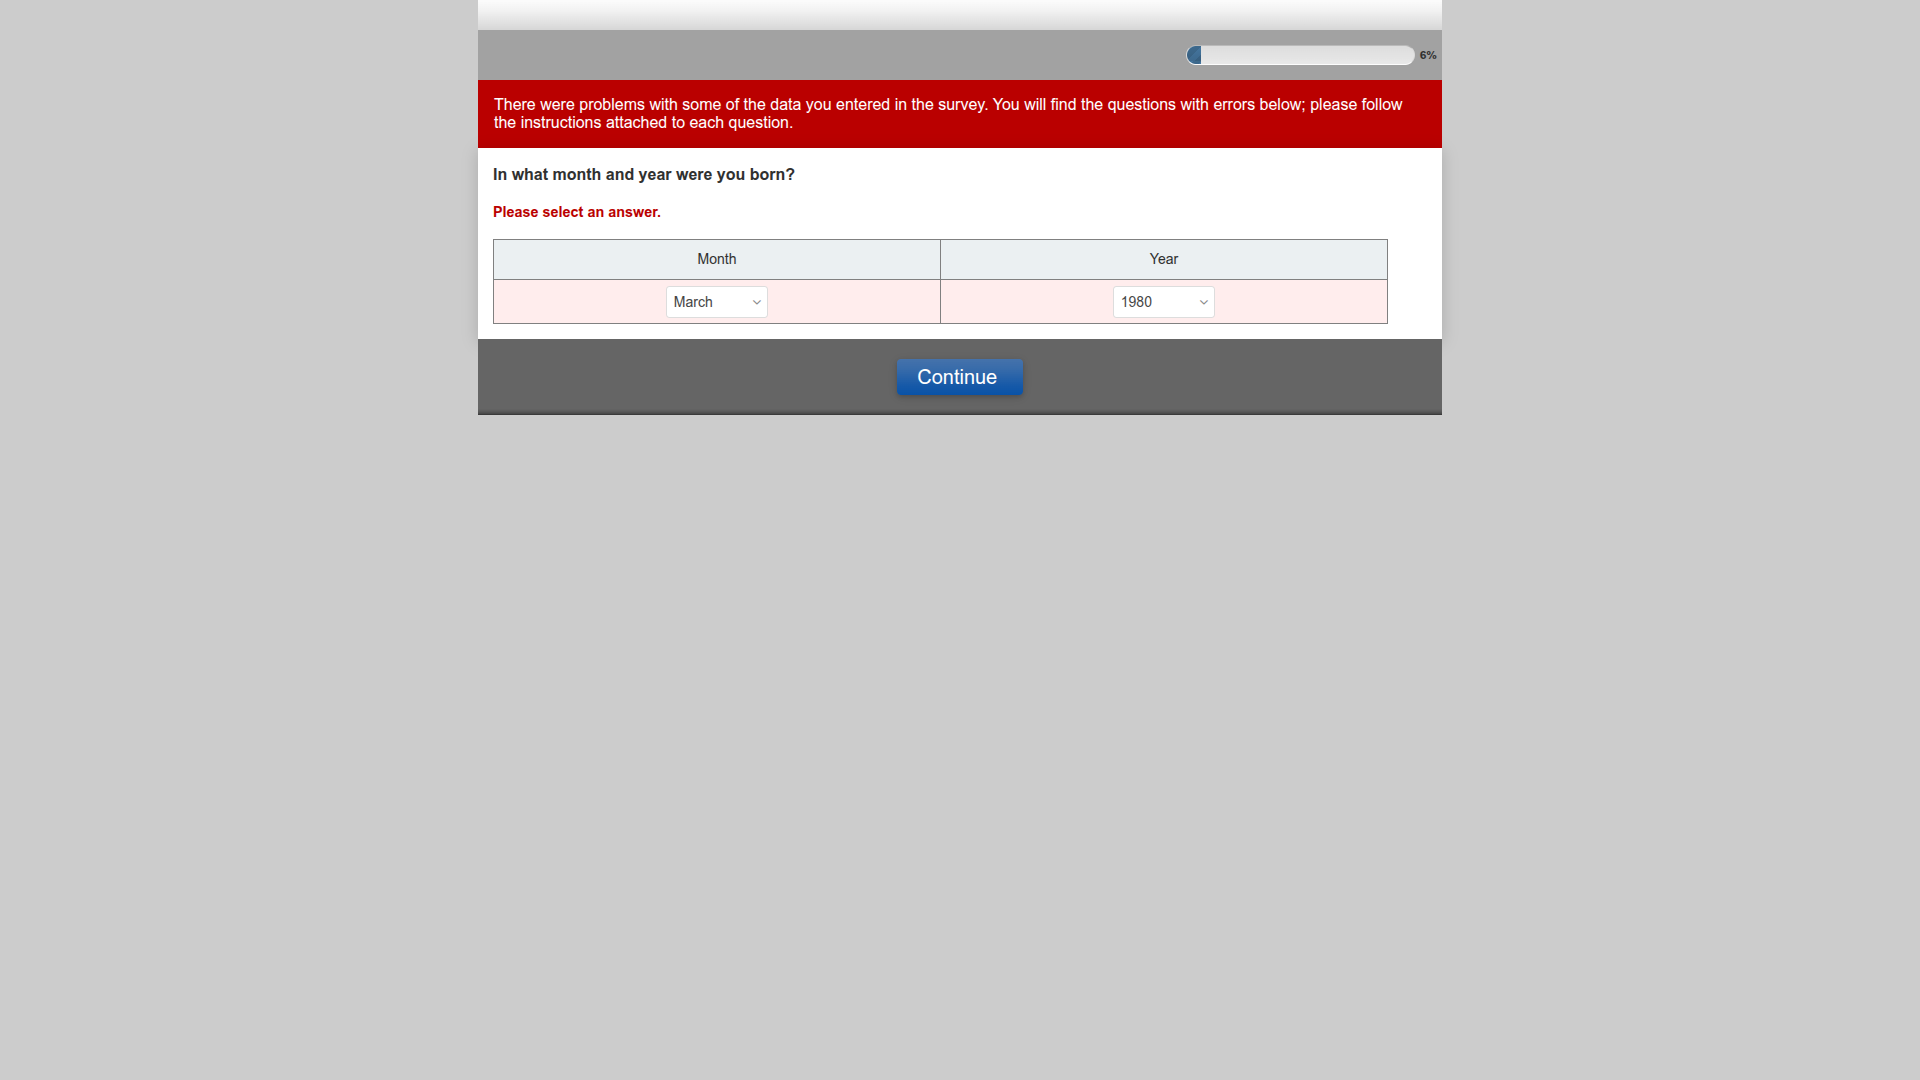 6%
There were problems with some of the data you entered in the survey. You will find the questions with errors below; please follow
the instructions attached to each question.
In what month and year were you born?
Please select an answer.
Month Year
March 1980
Continue